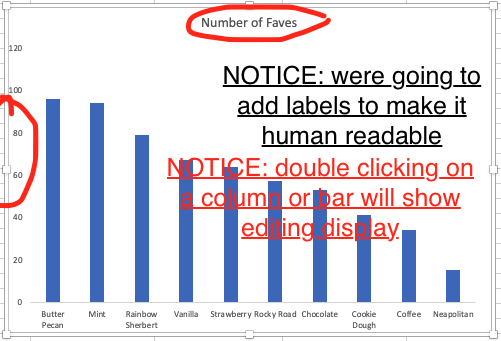 Number of Faves
120
100
80
60
40
20
0
NOTICE: were going to
add labels to make it
human readable
NOTICE: double clicking on
a column or bar will show
editing display
Butter
Pecan
Mint
Rainbow
Sherbert
Vanilla
Strawberry
Rocky Road
Chocolate
Cookie
Dough
Coffee
Neapolitan